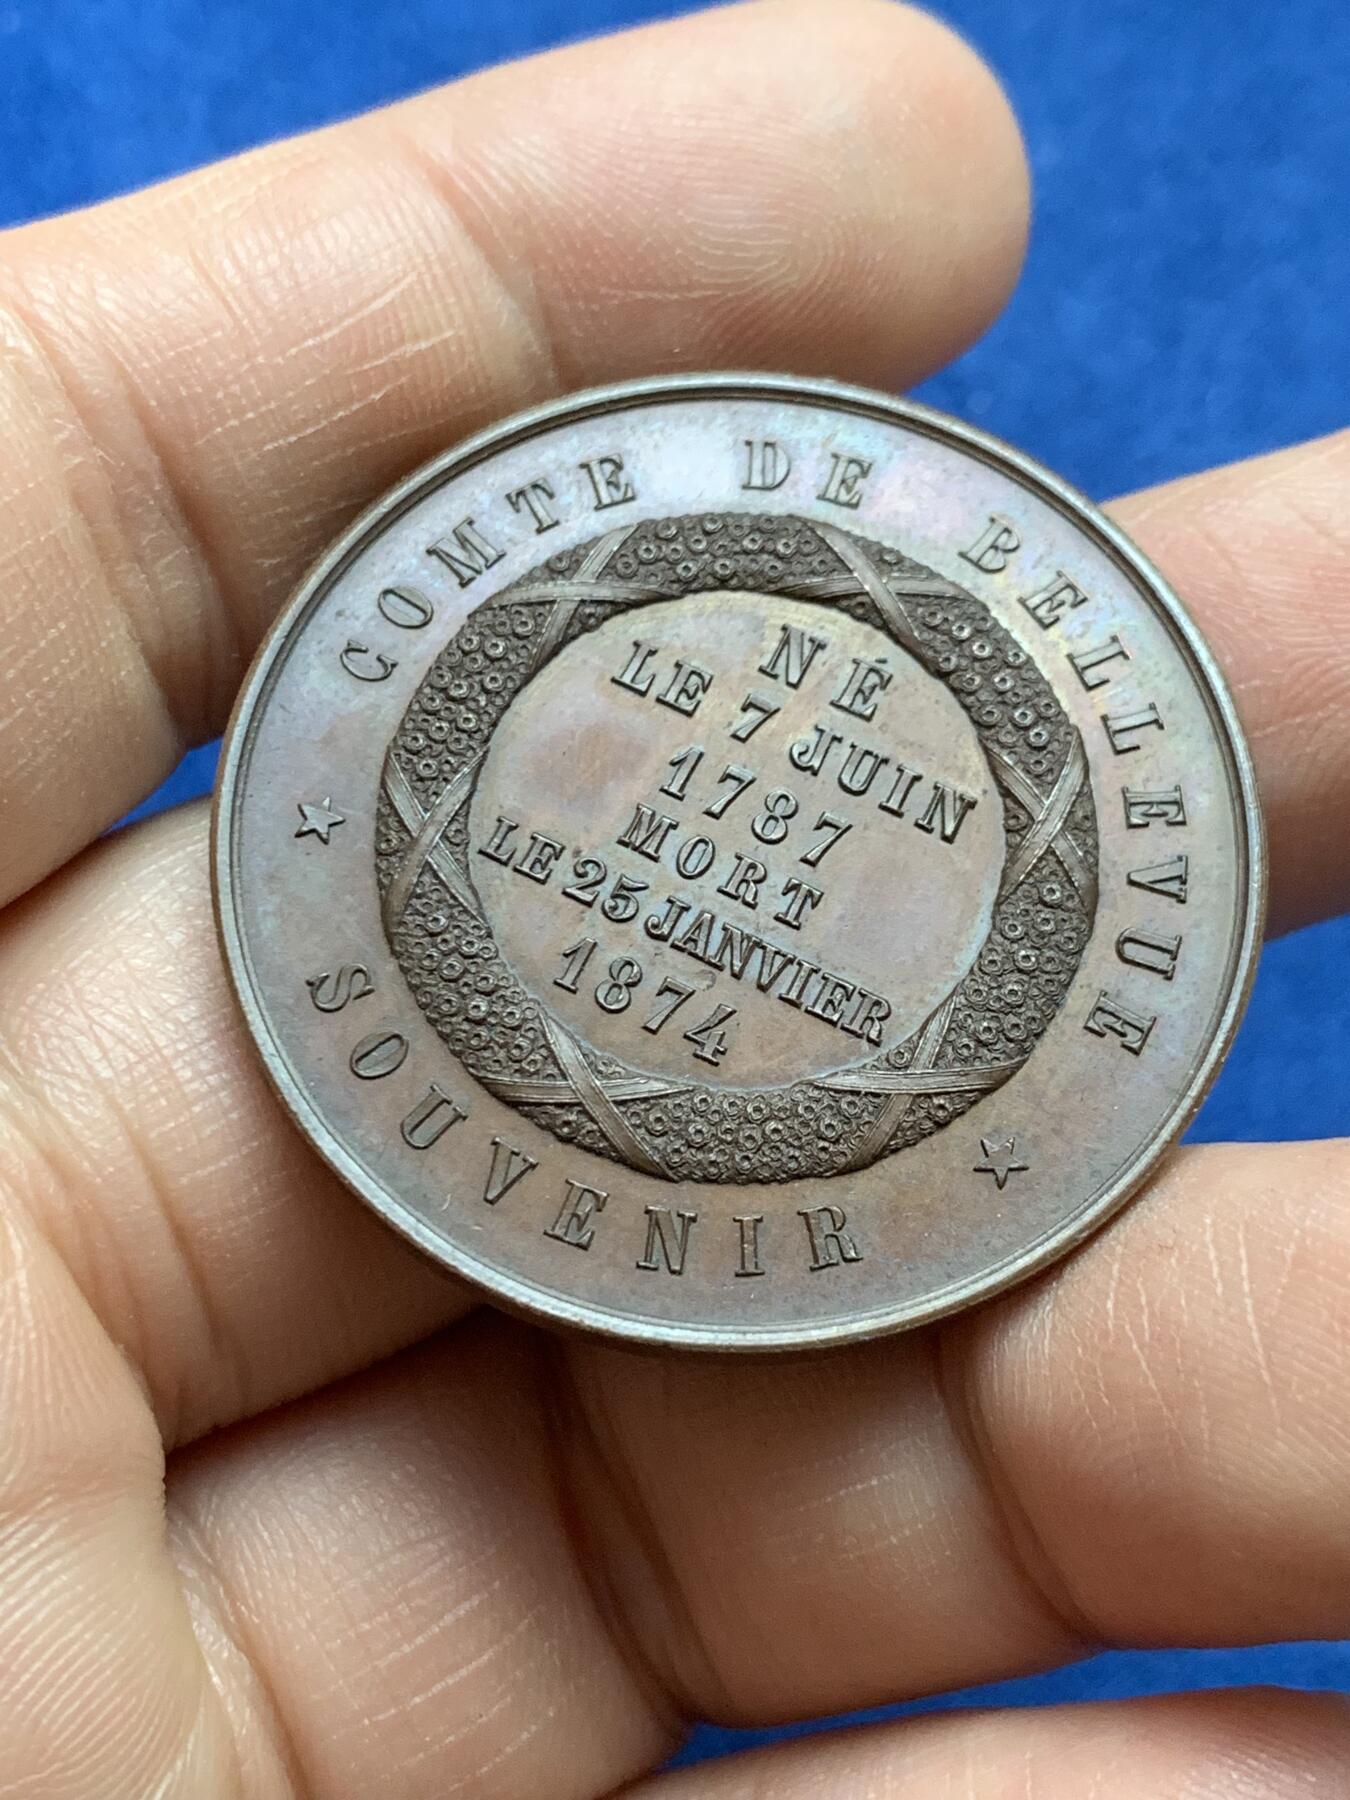 COMTE DE BELLEVUE
NÉ
LE 7 JUIN
1787
MORT
LE 25 JANVIER
1874
SOUVENIR